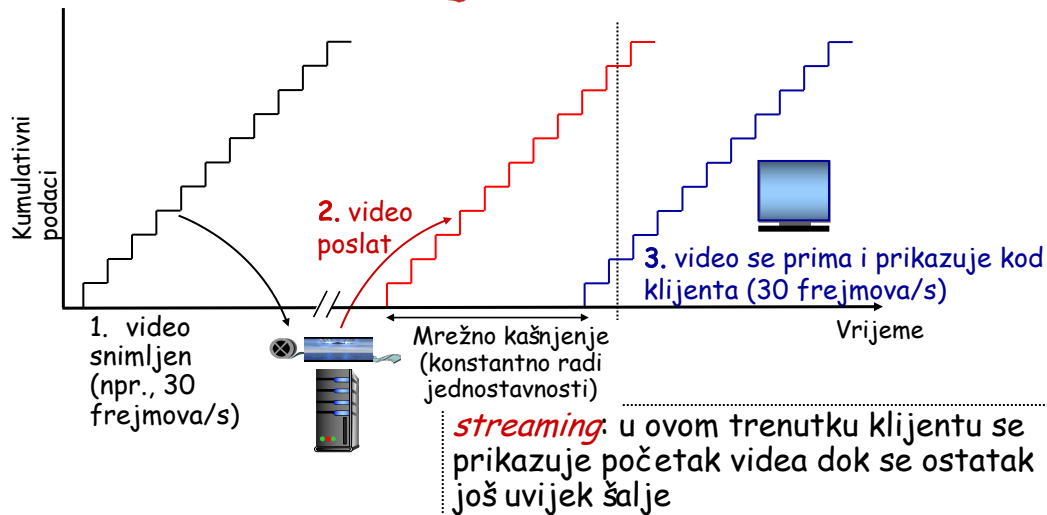 Kumulativni
podaci
2. video
poslat
3. video se prima i prikazuje kod
klijenta (30 frejmova/s)
1. video
snimljen
(npr., 30
frejmova/s)
Mrežno kašnjenje
(konstantno radi
jednostavnosti)
Vrijeme
streaming: u ovom trenutku klijentu se
prikazuje početak videa dok se ostatak
još uvijek šalje